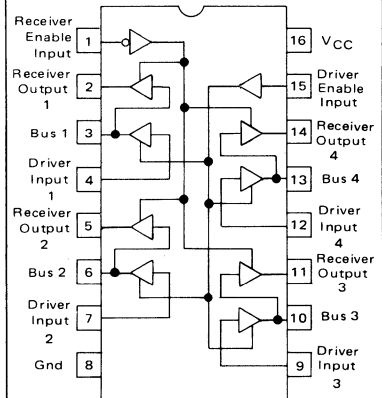 Receiver
Enable
Input
1
Receiver
Output
1
2
Bus 1
3
Driver
Input
1
4
Receiver
Output
2
5
Bus 2
6
Driver
Input
2
7
Gnd
8
16
VCC
15
Driver
Enable
Input
14
Receiver
Output
4
13
Bus 4
12
Driver
Input
4
11
Receiver
Output
3
10
Bus 3
9
Driver
Input
3